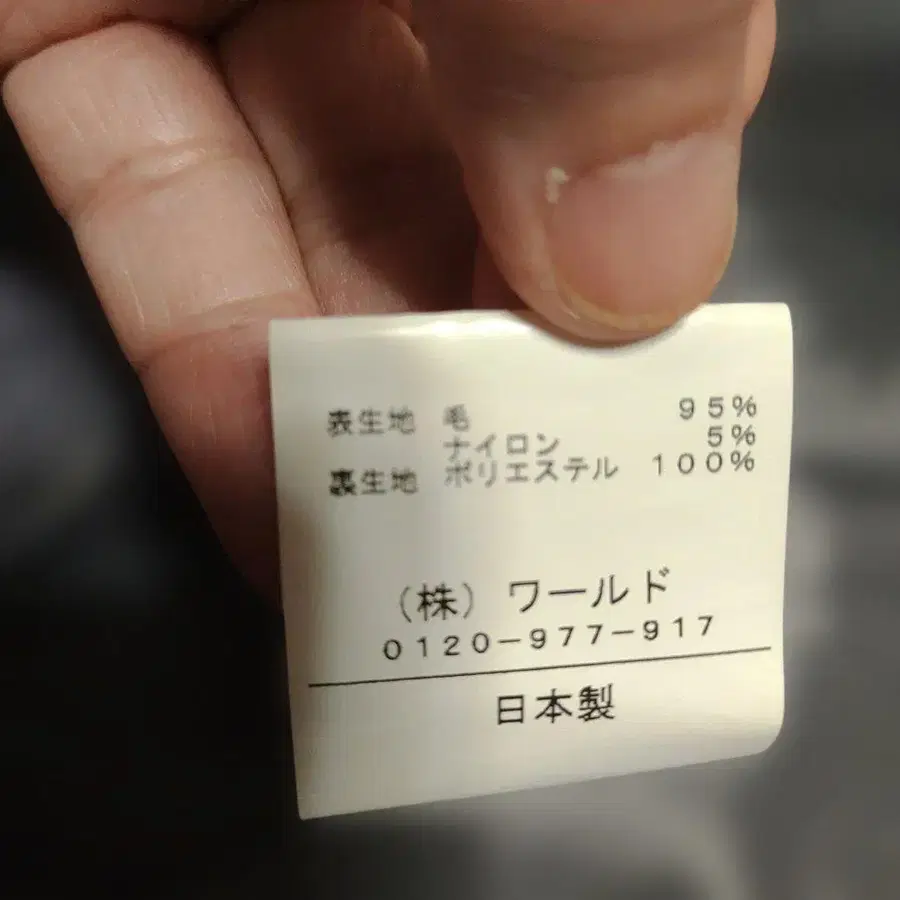 表生地 毛 95%
ナイロン 5%
裏生地 ポリエステル 100%
（株）ワールド
0120-977-917
日本製